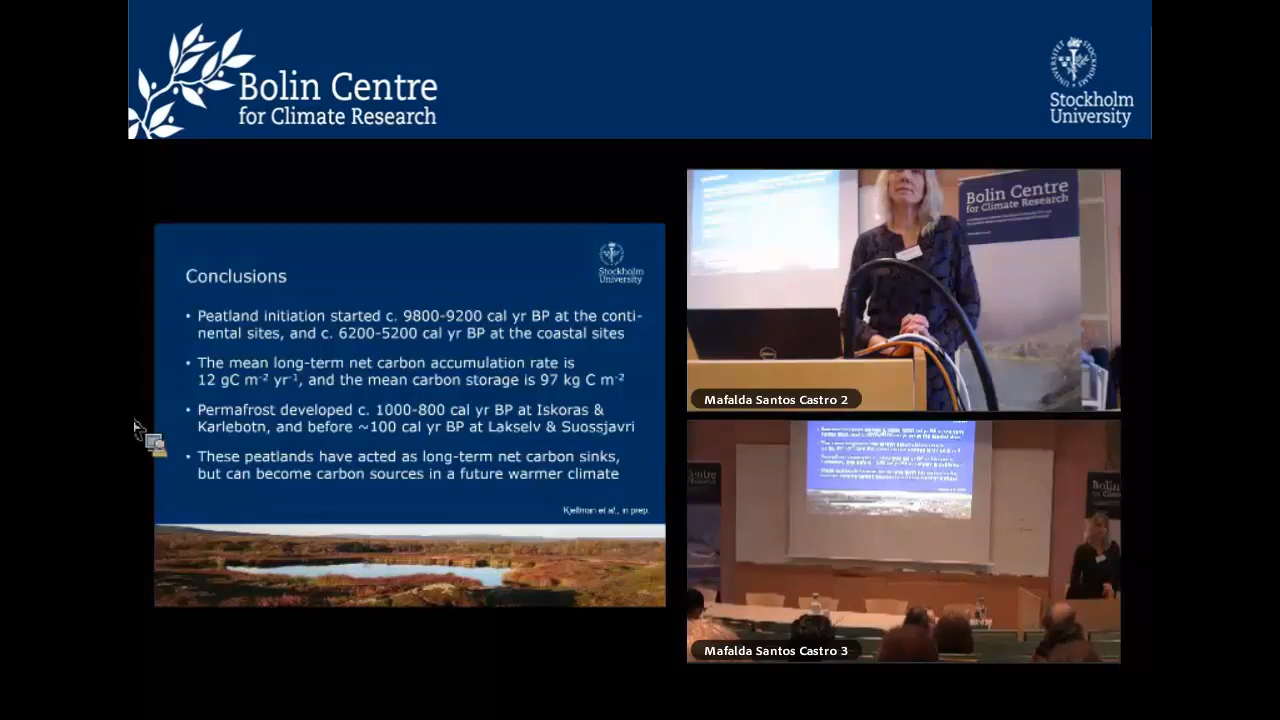 Bolin Centre
for Climate Research
Stockholm
University
Stockholm
University
Conclusions
• Peatland initiation started c. 9800-9200 cal yr BP at the conti-
nental sites, and c. 6200-5200 cal yr BP at the coastal sites
• The mean long-term net carbon accumulation rate is
12 gC m⁻² yr⁻¹, and the mean carbon storage is 97 kg C m⁻²
• Permafrost developed c. 1000-800 cal yr BP at Iskoras &
Karlebotn, and before ~100 cal yr BP at Lakselv & Suossjavri
• These peatlands have acted as long-term net carbon sinks,
but can become carbon sources in a future warmer climate
Kjellman et al., in prep.
Bolin Centre
for Climate Research
DELL
Mafalda Santos Castro 2
Centre
Research
Bolin
Mafalda Santos Castro 3